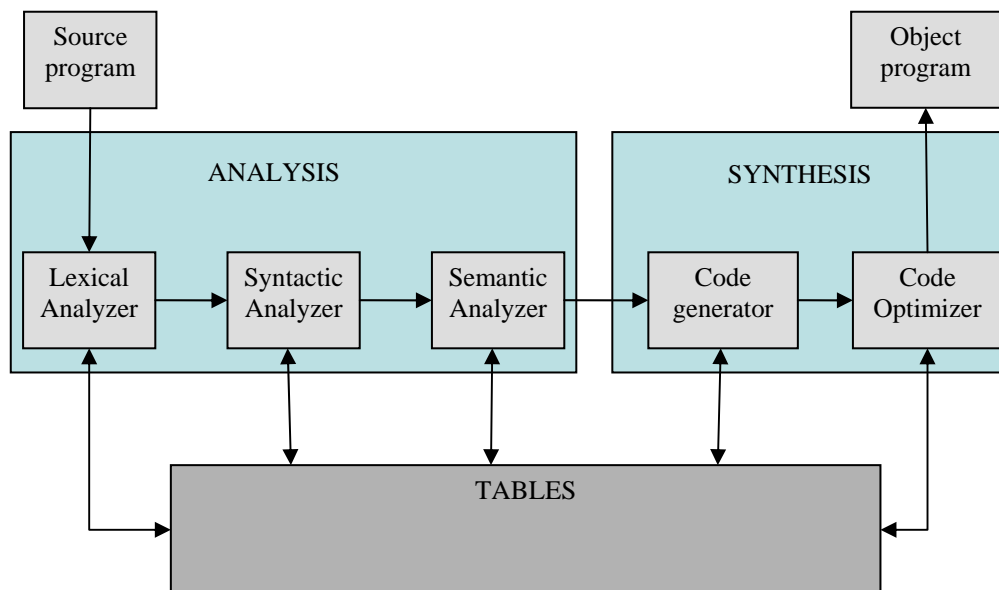 Source
program
Object
program
ANALYSIS
SYNTHESIS
Lexical
Analyzer
Syntactic
Analyzer
Semantic
Analyzer
Code
generator
Code
Optimizer
TABLES